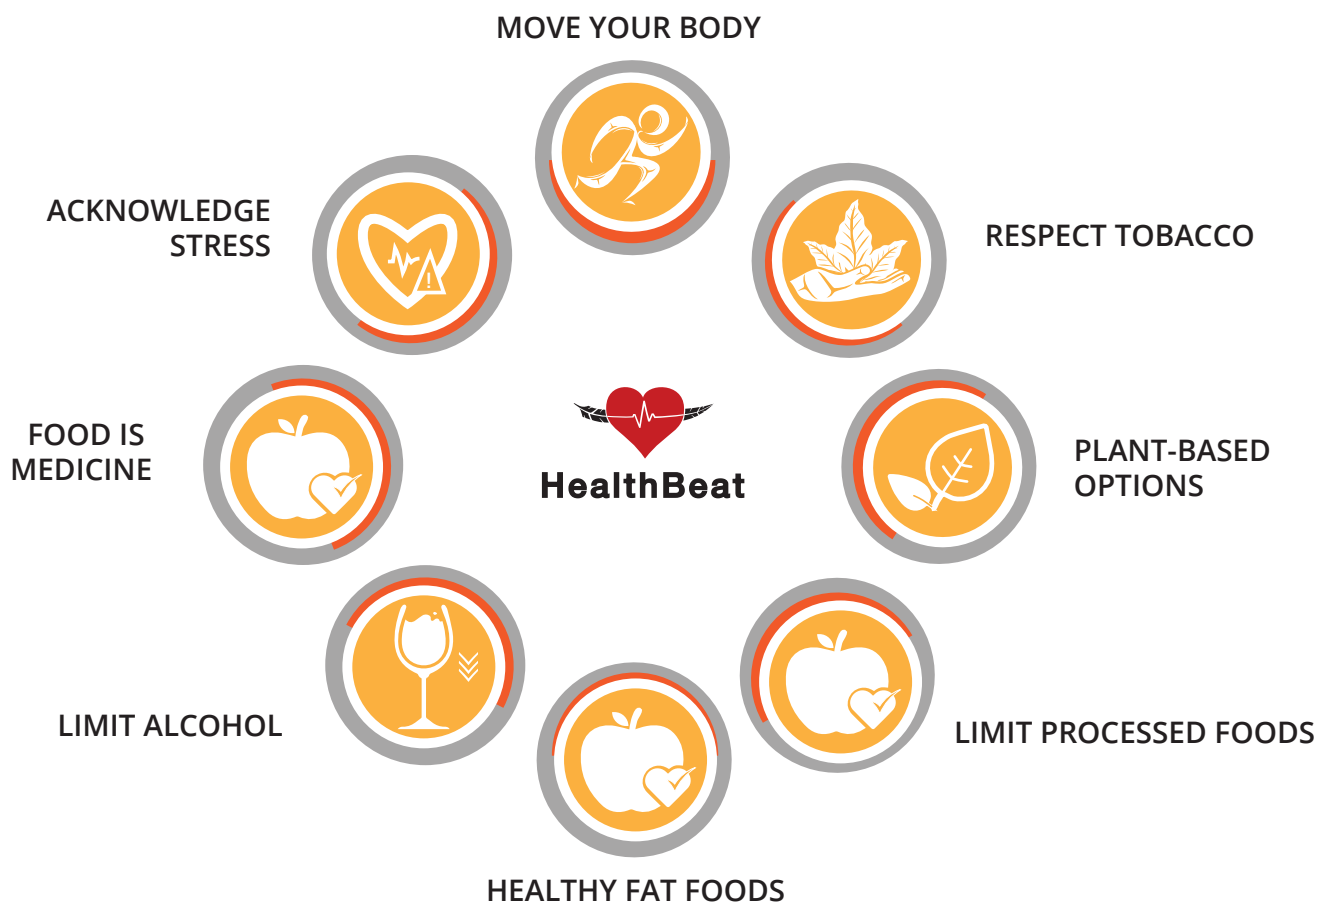 MOVE YOUR BODY
ACKNOWLEDGE
STRESS
RESPECT TOBACCO
FOOD IS
MEDICINE
HealthBeat
PLANT-BASED
OPTIONS
LIMIT ALCOHOL
LIMIT PROCESSED FOODS
HEALTHY FAT FOODS